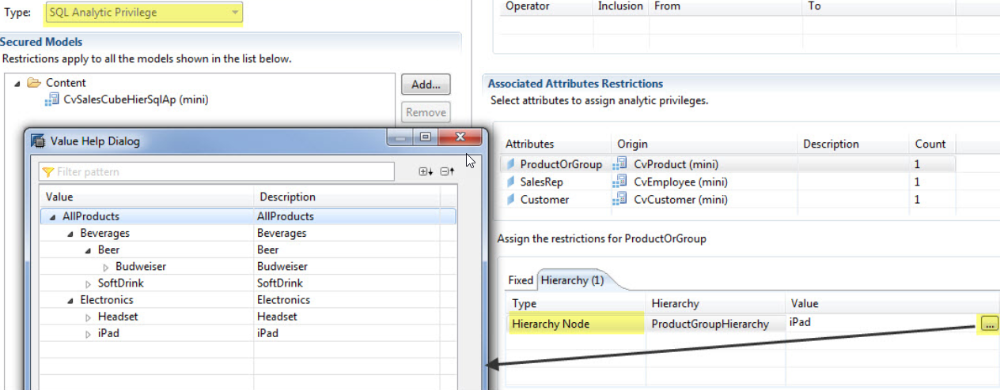 Type: SQL Analytic Privilege
Secured Models
Restrictions apply to all the models shown in the list below.
Content
CvSalesCubeHierSqlAp (mini)
Add...
Remove
Value Help Dialog
Filter pattern
Value Description
AllProducts AllProducts
Beverages Beverages
Beer Beer
Budweiser Budweiser
SoftDrink SoftDrink
Electronics Electronics
Headset Headset
iPad iPad
Operator Inclusion From To
Associated Attributes Restrictions
Select attributes to assign analytic privileges.
Attributes Origin Description Count
ProductOrGroup CvProduct (mini) 1
SalesRep CvEmployee (mini) 1
Customer CvCustomer (mini) 1
Assign the restrictions for ProductOrGroup
Fixed Hierarchy (1)
Type Hierarchy Value
Hierarchy Node ProductGroupHierarchy iPad ...